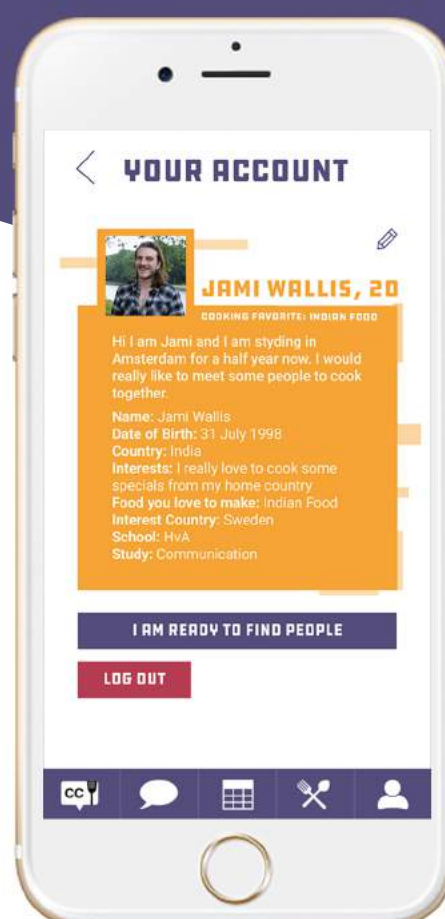 YOUR ACCOUNT
JAMI WALLIS, 20
COOKING FAVORITE: INDIAN FOOD
Hi I am Jami and I am styding in
Amsterdam for a half year now. I would
really like to meet some people to cook
together.
Name: Jami Wallis
Date of Birth: 31 July 1998
Country: India
Interests: I really love to cook some
specials from my home country
Food you love to make: Indian Food
Interest Country: Sweden
School: HvA
Study: Communication
I AM READY TO FIND PEOPLE
LOG OUT
CC